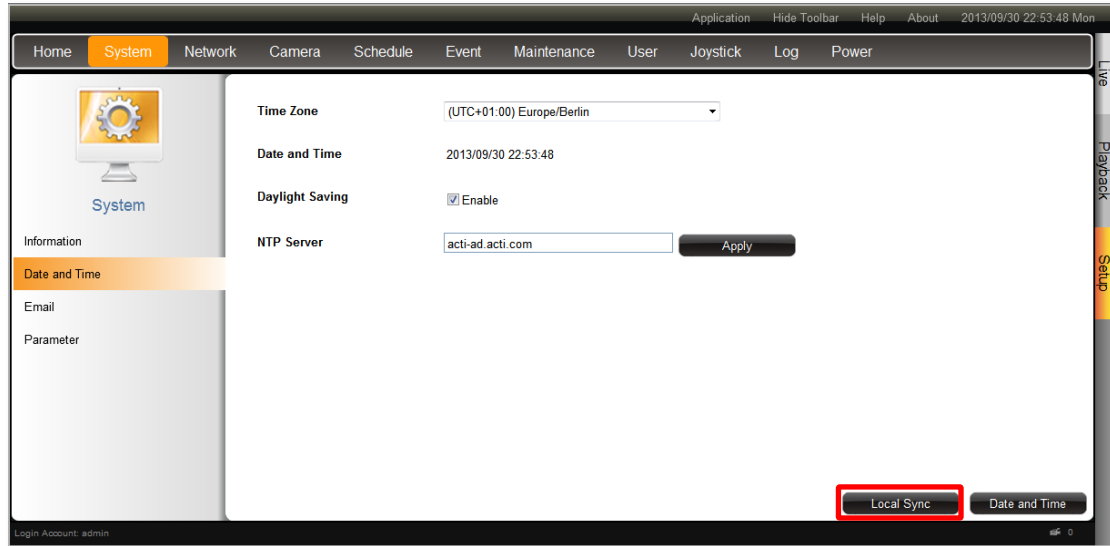 Application Hide Toolbar Help About 2013/09/30 22:53:48 Mon
Home System Network Camera Schedule Event Maintenance User Joystick Log Power
Live
Playback
Setup
System
Information
Date and Time
Email
Parameter
Time Zone (UTC+01:00) Europe/Berlin
Date and Time 2013/09/30 22:53:48
Daylight Saving Enable
NTP Server acti-ad.acti.com Apply
Local Sync Date and Time
Login Account: admin 0